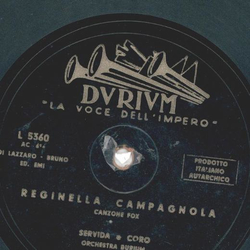 DVRIVM
"LA VOCE DELL'IMPERO"
L 5360
AC
DI LAZZARO - BRUNO
ED. EMI
PRODOTTO
ITALIANO
AUTARCHICO
REGINELLA CAMPAGNOLA
CANZONE FOX
SERVIDA e CORO
ORCHESTRA